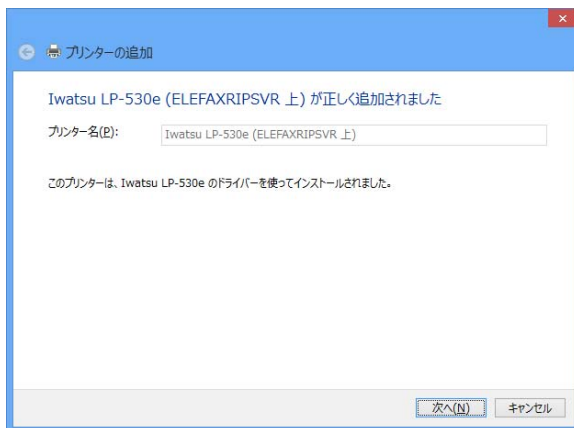 プリンターの追加
Iwatsu LP-530e (ELEFAXRIPSVR 上) が正しく追加されました
プリンター名(P): Iwatsu LP-530e (ELEFAXRIPSVR 上)
このプリンターは、Iwatsu LP-530e のドライバーを使ってインストールされました。
次へ(N) キャンセル